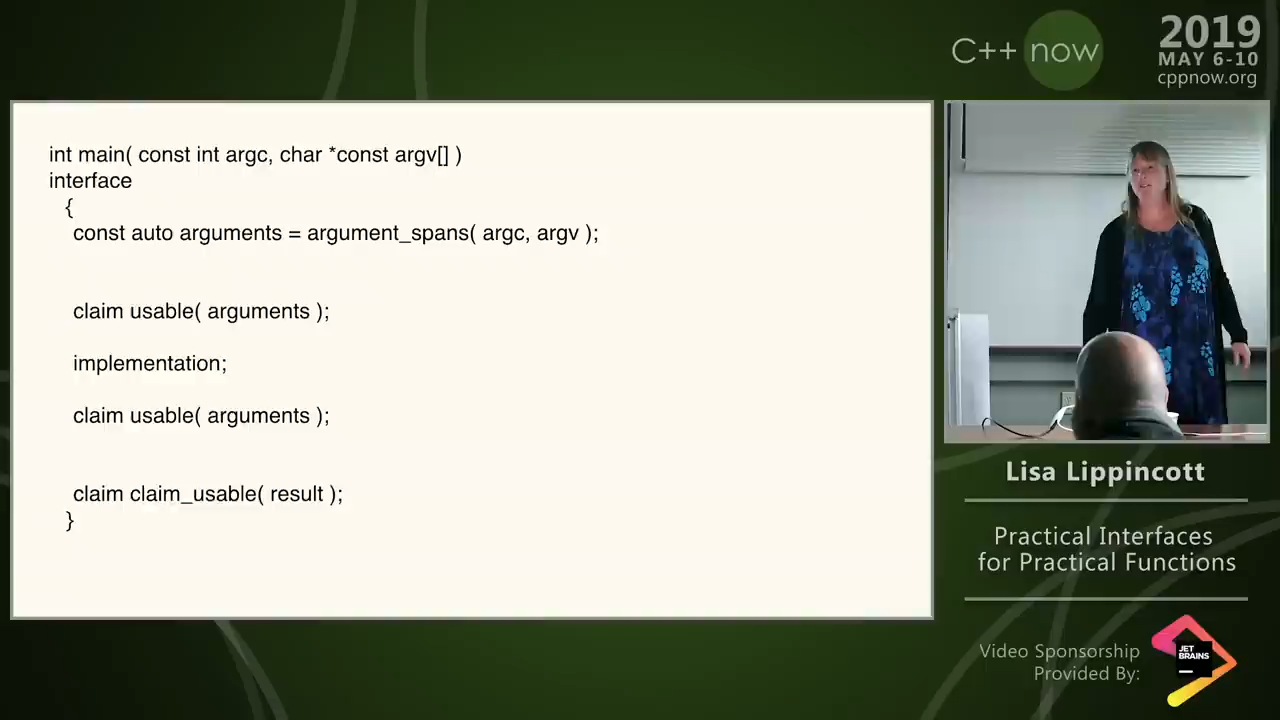 C++ now
2019
MAY 6-10
cppnow.org
int main( const int argc, char *const argv[] )
interface
{
const auto arguments = argument_spans( argc, argv );
claim usable( arguments );
implementation;
claim usable( arguments );
claim claim_usable( result );
}
Lisa Lippincott
Practical Interfaces
for Practical Functions
Video Sponsorship
Provided By:
JET
BRAINS